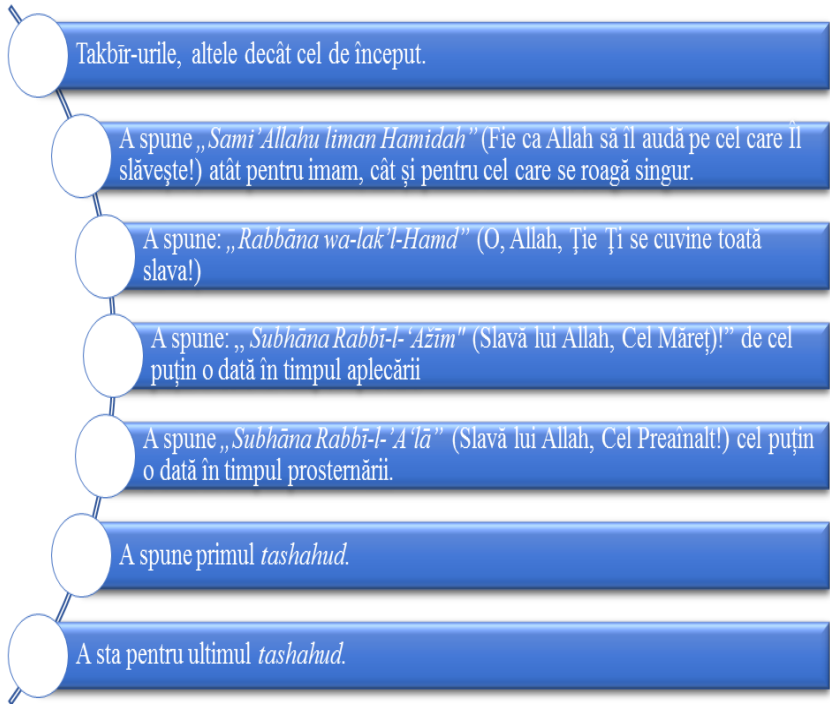 Takbīr-urile, altele decât cel de început.
A spune „Sami’Allahu liman Hamidah” (Fie ca Allah să îl audă pe cel care Îl
slăveşte!) atât pentru imam, cât și pentru cel care se roagă singur.
A spune: „Rabbāna wa-lak’l-Hamd” (O, Allah, Ţie Ţi se cuvine toată
slava!)
A spune: „ Subhāna Rabbī-l-‘Ažīm" (Slavă lui Allah, Cel Măreț)!” de cel
puțin o dată în timpul aplecării
A spune „Subhāna Rabbī-l-’A‘lā” (Slavă lui Allah, Cel Preaînalt!) cel puțin
o dată în timpul prosternării.
A spune primul tashahud.
A sta pentru ultimul tashahud.